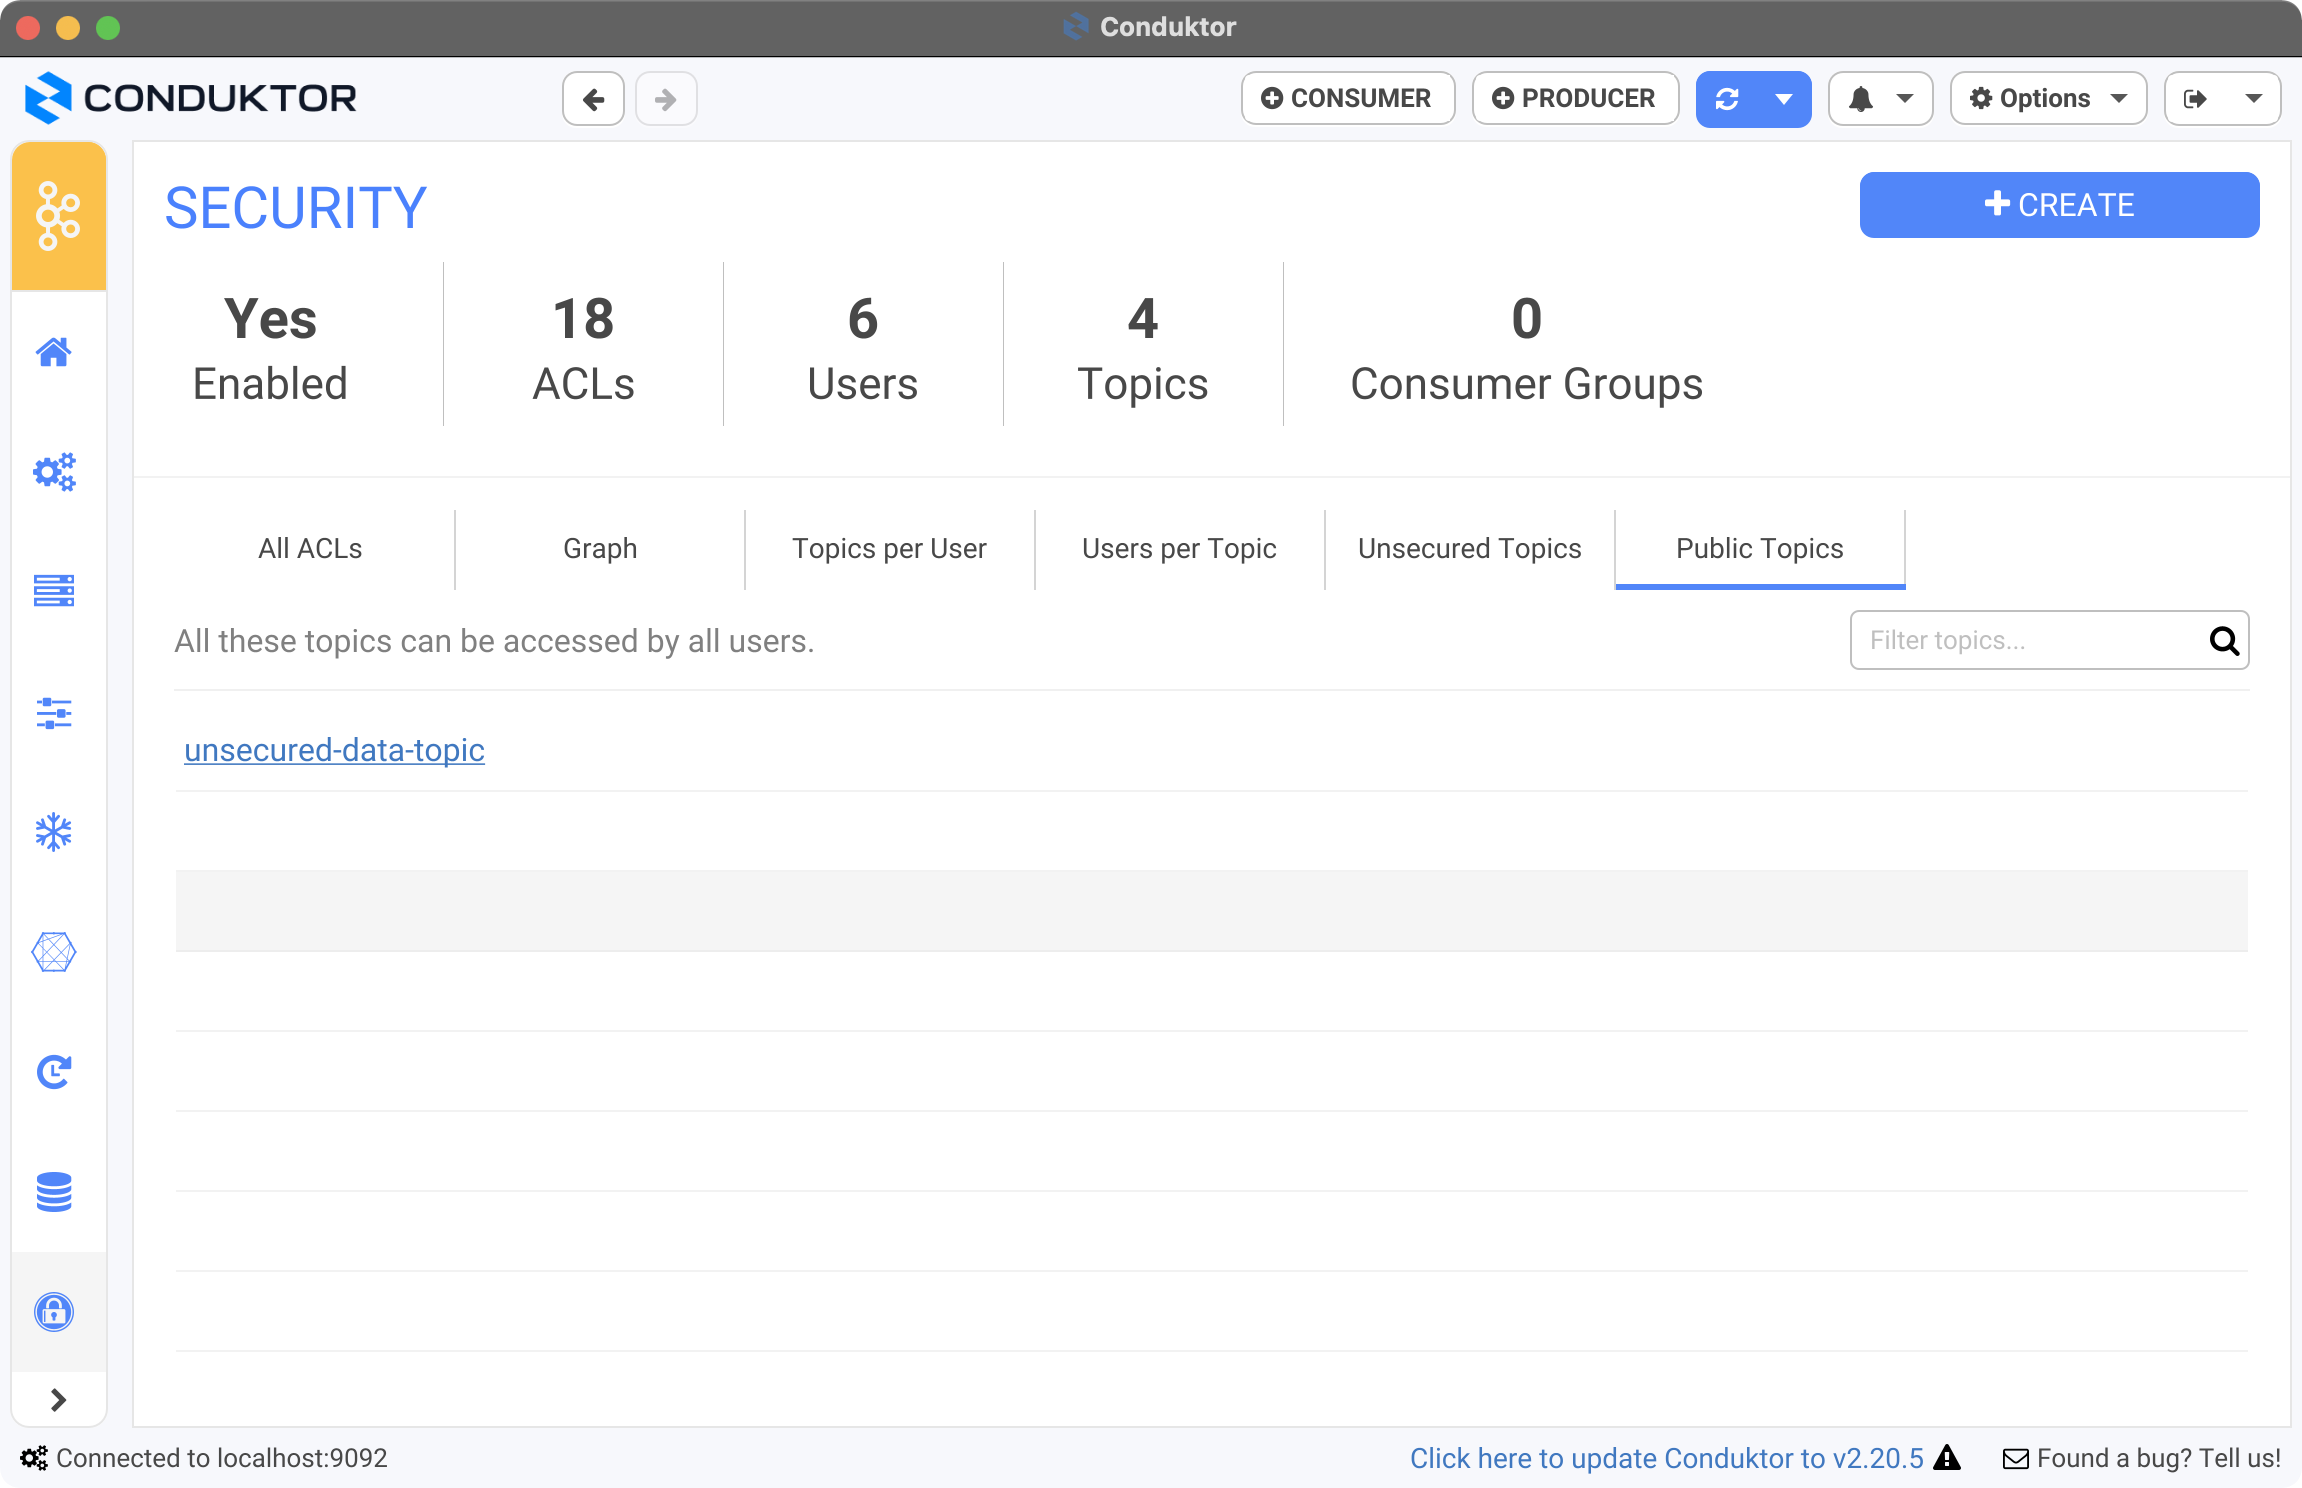 Conduktor
CONDUKTOR
CONSUMER
PRODUCER
Options
SECURITY
CREATE
Yes
Enabled
18
ACLs
6
Users
4
Topics
0
Consumer Groups
All ACLs
Graph
Topics per User
Users per Topic
Unsecured Topics
Public Topics
All these topics can be accessed by all users.
Filter topics...
unsecured-data-topic
Connected to localhost:9092
Click here to update Conduktor to v2.20.5
Found a bug? Tell us!